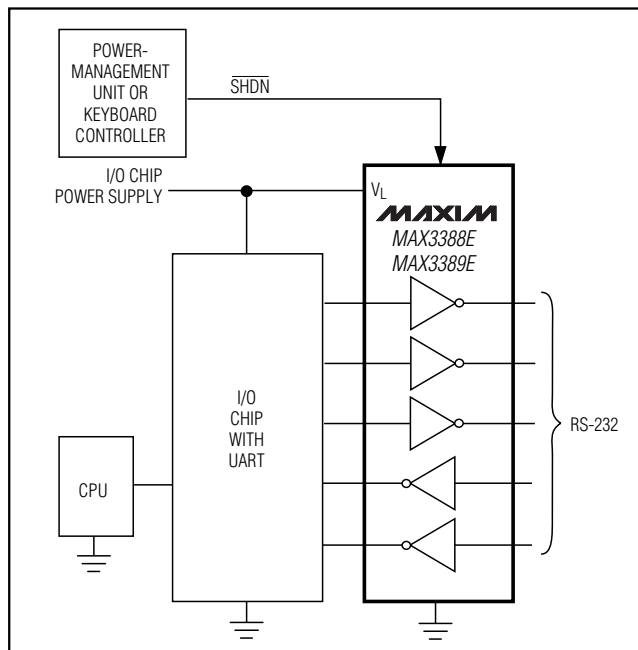 POWER-
MANAGEMENT
UNIT OR
KEYBOARD
CONTROLLER
SHDN
I/O CHIP
POWER SUPPLY
VL
MAXIM
MAX3388E
MAX3389E
I/O
CHIP
WITH
UART
RS-232
CPU